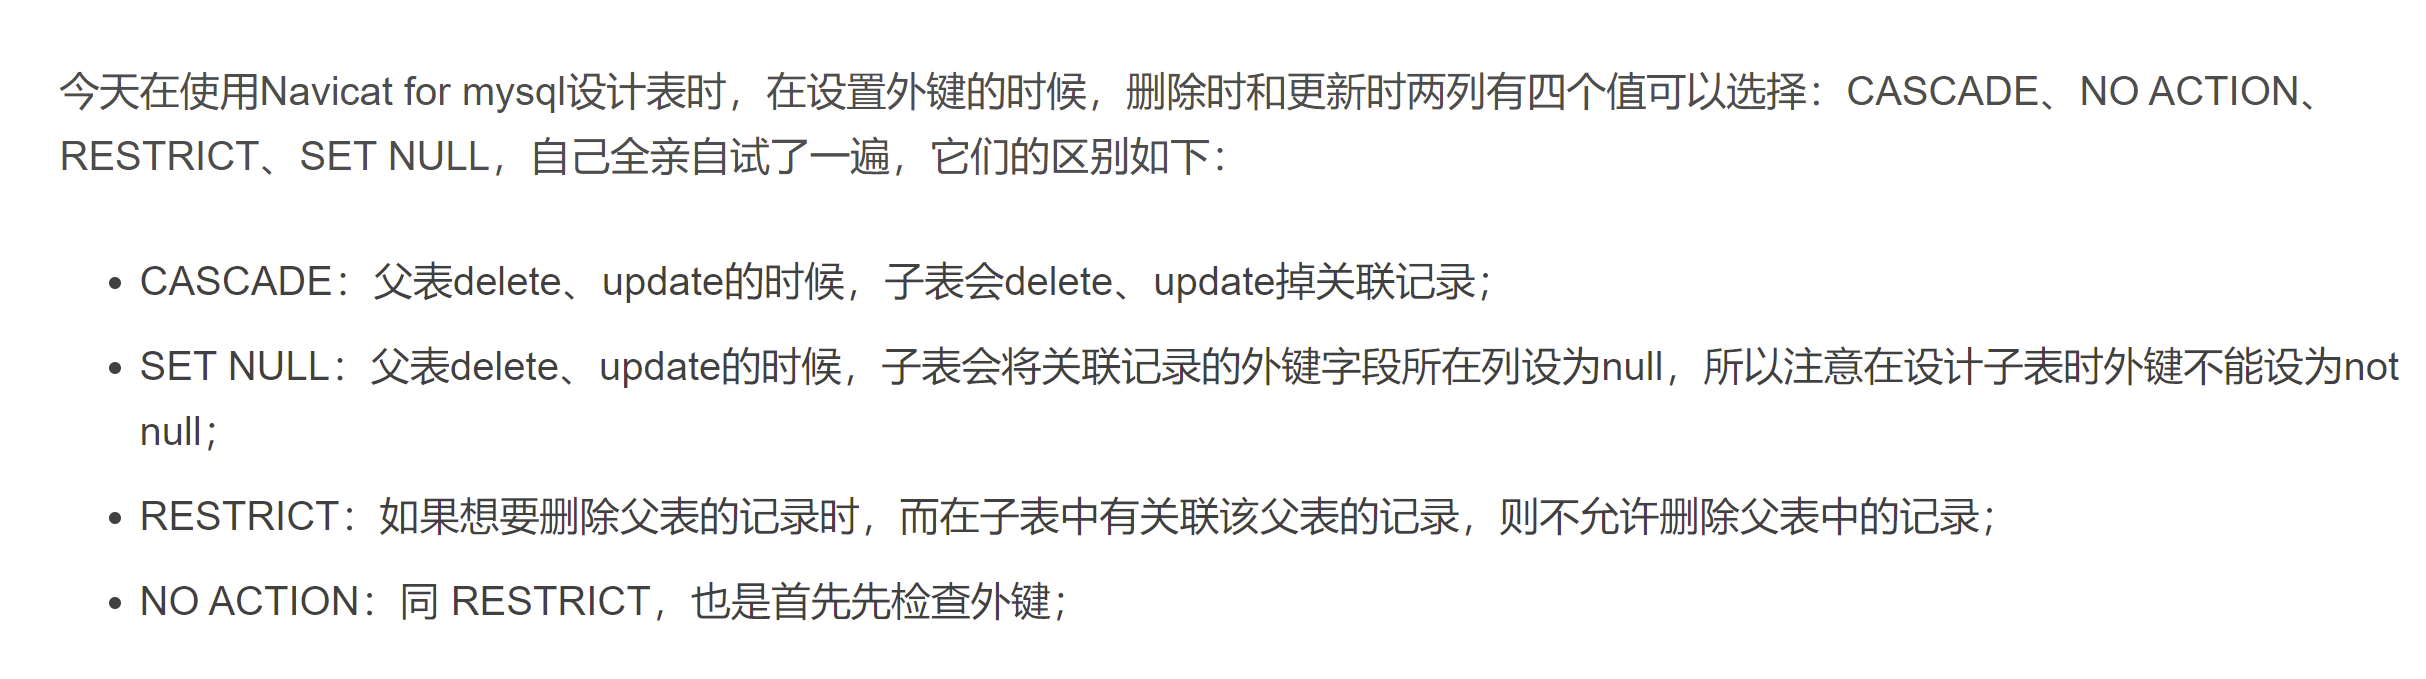 今天在使用Navicat for mysql设计表时，在设置外键的时候，删除时和更新时两列有四个值可以选择：CASCADE、NO ACTION、
RESTRICT、SET NULL，自己全亲自试了一遍，它们的区别如下：
• CASCADE：父表delete、update的时候，子表会delete、update掉关联记录；
• SET NULL：父表delete、update的时候，子表会将关联记录的外键字段所在列设为null，所以注意在设计子表时外键不能设为not
null；
• RESTRICT：如果想要删除父表的记录时，而在子表中有关联该父表的记录，则不允许删除父表中的记录；
• NO ACTION：同 RESTRICT，也是首先先检查外键；